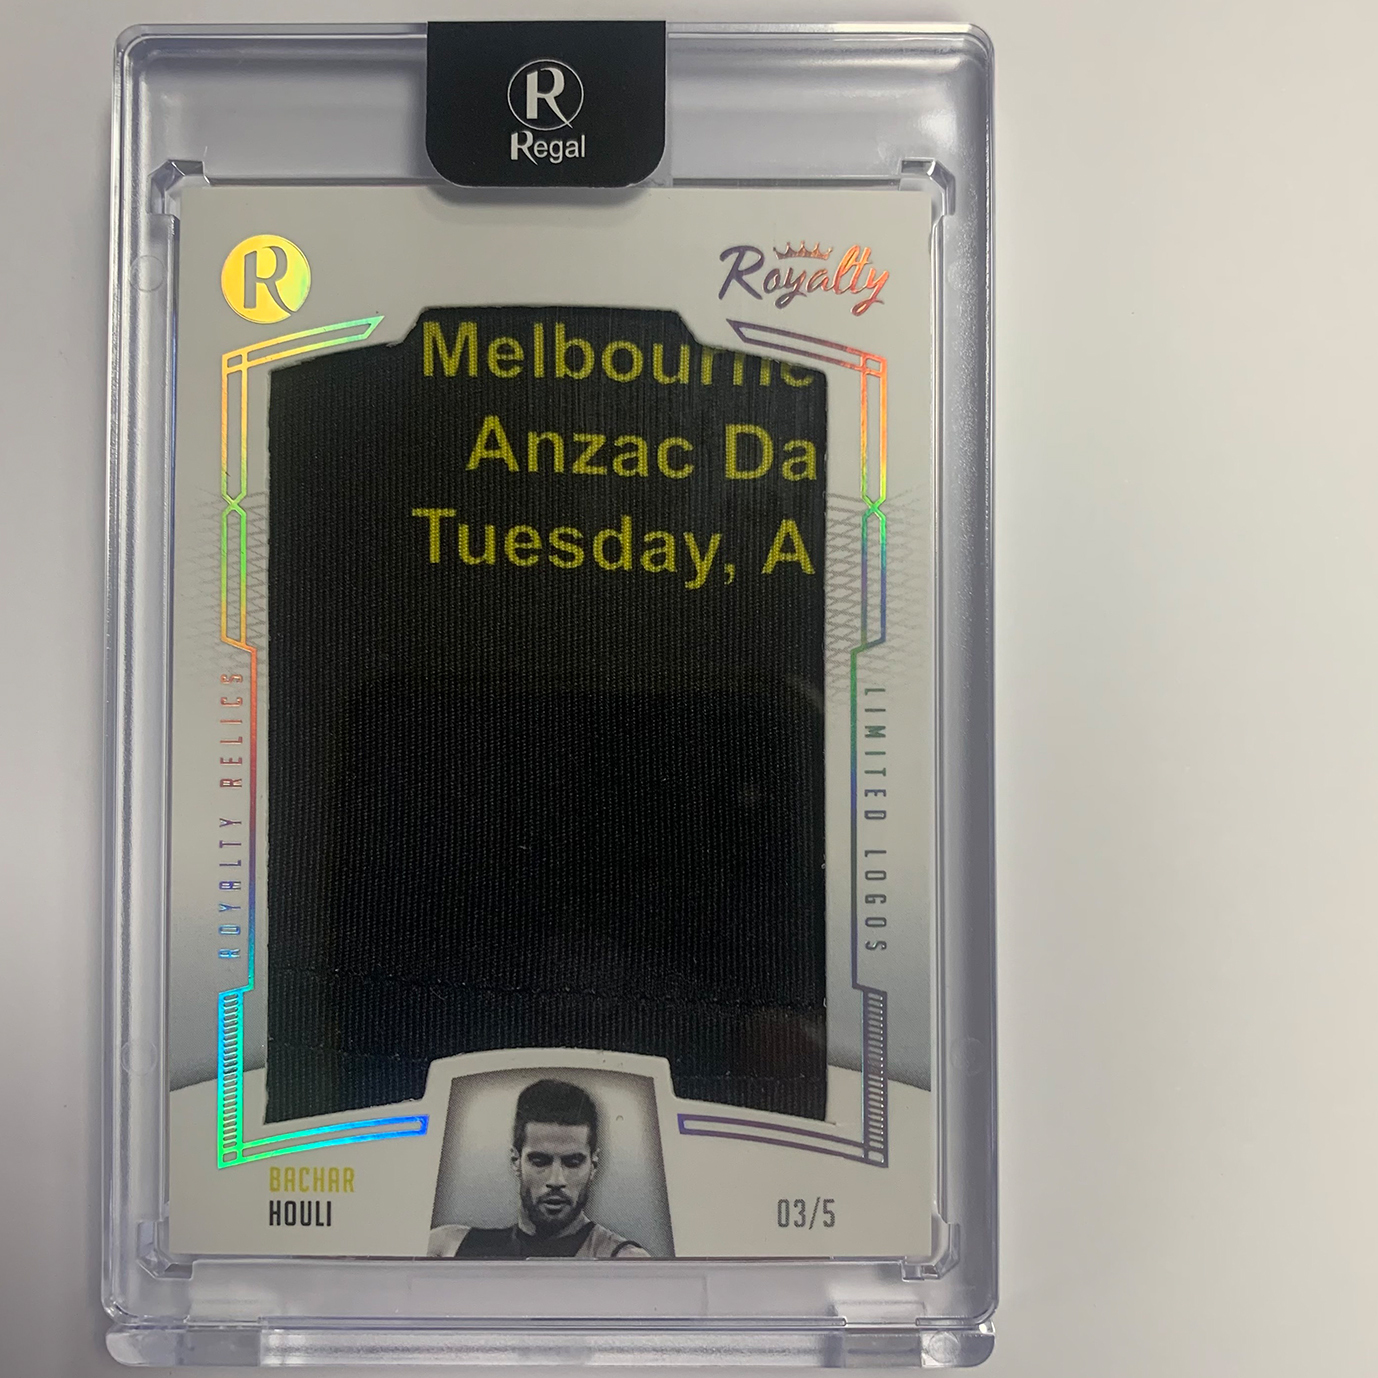 R
Regal
R
Royalty
Melbourne
Anzac Da
Tuesday, A
ROYALTY RELICS
LIMITED LOGOS
BACHAR
HOULI
03/5